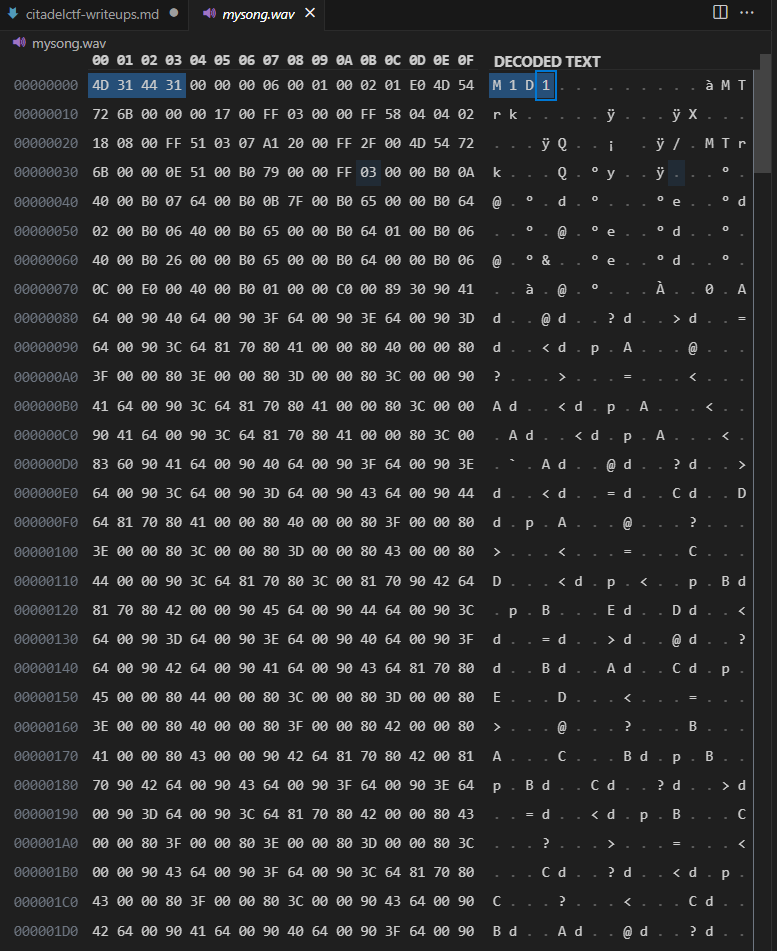 citadelctf-writeups.md ● mysong.wav ×
mysong.wav
00 01 02 03 04 05 06 07 08 09 0A 0B 0C 0D 0E 0F DECODED TEXT
00000000 4D 31 44 31 00 00 00 06 00 01 00 02 01 E0 4D 54 M 1 D 1 . . . . . . . . . à M T
00000010 72 6B 00 00 00 17 00 FF 03 00 00 FF 58 04 04 02 r k . . . . . ÿ . . . ÿ X . . .
00000020 18 08 00 FF 51 03 07 A1 20 00 FF 2F 00 4D 54 72 . . . ÿ Q . . ¡ . ÿ / . M T r
00000030 6B 00 00 0E 51 00 B0 79 00 00 FF 03 00 00 B0 0A k . . . Q . ° y . . ÿ . . . ° .
00000040 40 00 B0 07 64 00 B0 0B 7F 00 B0 65 00 00 B0 64 @ . ° . d . ° . . . ° e . . ° d
00000050 02 00 B0 06 40 00 B0 65 00 00 B0 64 01 00 B0 06 . . ° . @ . ° e . . ° d . . ° .
00000060 40 00 B0 26 00 00 B0 65 00 00 B0 64 00 00 B0 06 @ . ° & . . ° e . . ° d . . ° .
00000070 0C 00 E0 00 40 00 B0 01 00 00 C0 00 89 30 90 41 . . à . @ . ° . . . À . . 0 . A
00000080 64 00 90 40 64 00 90 3F 64 00 90 3E 64 00 90 3D d . . @ d . . ? d . . > d . . =
00000090 64 00 90 3C 64 81 70 80 41 00 00 80 40 00 00 80 d . . < d . p . A . . . @ . . .
000000A0 3F 00 00 80 3E 00 00 80 3D 00 00 80 3C 00 00 90 ? . . . > . . . = . . . < . . .
000000B0 41 64 00 90 3C 64 81 70 80 41 00 00 80 3C 00 00 A d . . < d . p . A . . . < . .
000000C0 90 41 64 00 90 3C 64 81 70 80 41 00 00 80 3C 00 . A d . . < d . p . A . . . < .
000000D0 83 60 90 41 64 00 90 40 64 00 90 3F 64 00 90 3E . ` . A d . . @ d . . ? d . . >
000000E0 64 00 90 3C 64 00 90 3D 64 00 90 43 64 00 90 44 d . . < d . . = d . . C d . . D
000000F0 64 81 70 80 41 00 00 80 40 00 00 80 3F 00 00 80 d . p . A . . . @ . . . ? . . .
00000100 3E 00 00 80 3C 00 00 80 3D 00 00 80 43 00 00 80 > . . . < . . . = . . . C . . .
00000110 44 00 00 90 3C 64 81 70 80 3C 00 81 70 90 42 64 D . . . < d . p . < . . p . B d
00000120 81 70 80 42 00 00 90 45 64 00 90 44 64 00 90 3C . p . B . . . E d . . D d . . <
00000130 64 00 90 3D 64 00 90 3E 64 00 90 40 64 00 90 3F d . . = d . . > d . . @ d . . ?
00000140 64 00 90 42 64 00 90 41 64 00 90 43 64 81 70 80 d . . B d . . A d . . C d . p .
00000150 45 00 00 80 44 00 00 80 3C 00 00 80 3D 00 00 80 E . . . D . . . < . . . = . . .
00000160 3E 00 00 80 40 00 00 80 3F 00 00 80 42 00 00 80 > . . . @ . . . ? . . . B . . .
00000170 41 00 00 80 43 00 00 90 42 64 81 70 80 42 00 81 A . . . C . . . B d . p . B . .
00000180 70 90 42 64 00 90 43 64 00 90 3F 64 00 90 3E 64 p . B d . . C d . . ? d . . > d
00000190 00 90 3D 64 00 90 3C 64 81 70 80 42 00 00 80 43 . . = d . . < d . p . B . . . C
000001A0 00 00 80 3F 00 00 80 3E 00 00 80 3D 00 00 80 3C . . . ? . . . > . . . = . . . <
000001B0 00 00 90 43 64 00 90 3F 64 00 90 3C 64 81 70 80 . . . C d . . ? d . . < d . p .
000001C0 43 00 00 80 3F 00 00 80 3C 00 00 90 43 64 00 90 C . . . ? . . . < . . . C d . .
000001D0 42 64 00 90 41 64 00 90 40 64 00 90 3F 64 00 90 B d . . A d . . @ d . . ? d . .